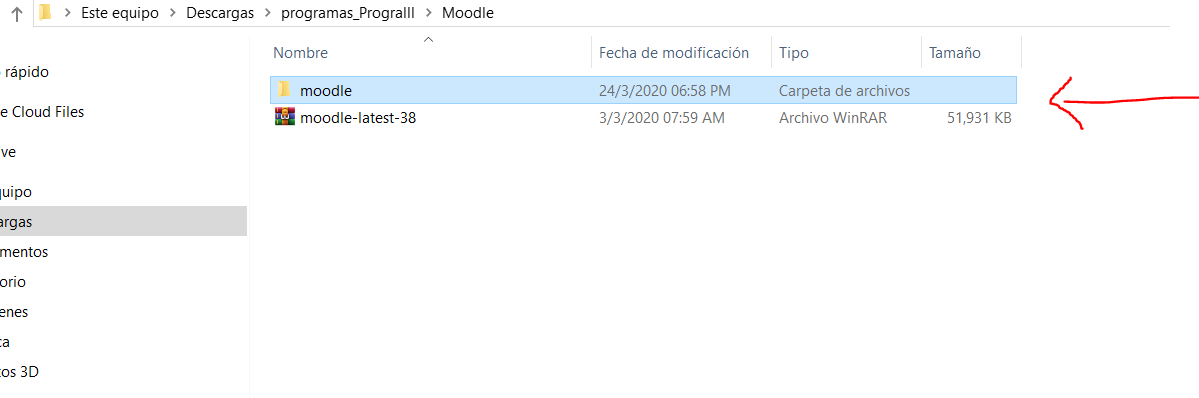 Este equipo > Descargas > programas_PrograIII > Moodle
Nombre Fecha de modificación Tipo Tamaño
moodle 24/3/2020 06:58 PM Carpeta de archivos
moodle-latest-38 3/3/2020 07:59 AM Archivo WinRAR 51,931 KB
rápido
e Cloud Files
ve
quipo
argas
mentos
orio
enes
ca
tos 3D